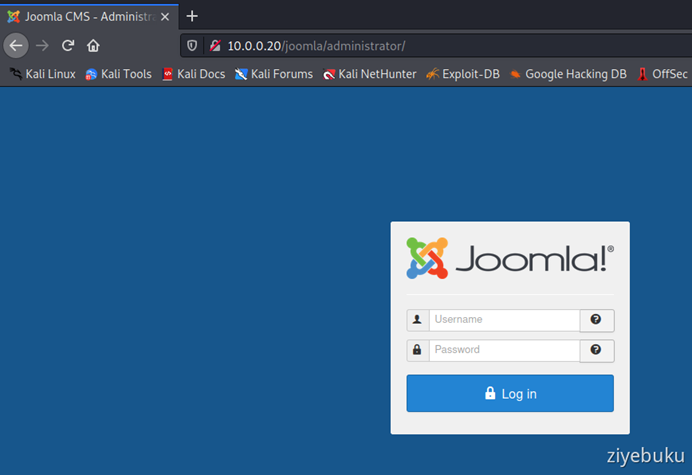 Joomla CMS - Administra
10.0.0.20/joomla/administrator/
Kali Linux Kali Tools Kali Docs Kali Forums Kali NetHunter Exploit-DB Google Hacking DB OffSec
Joomla!®
Username
Password
Log in
ziyebuku